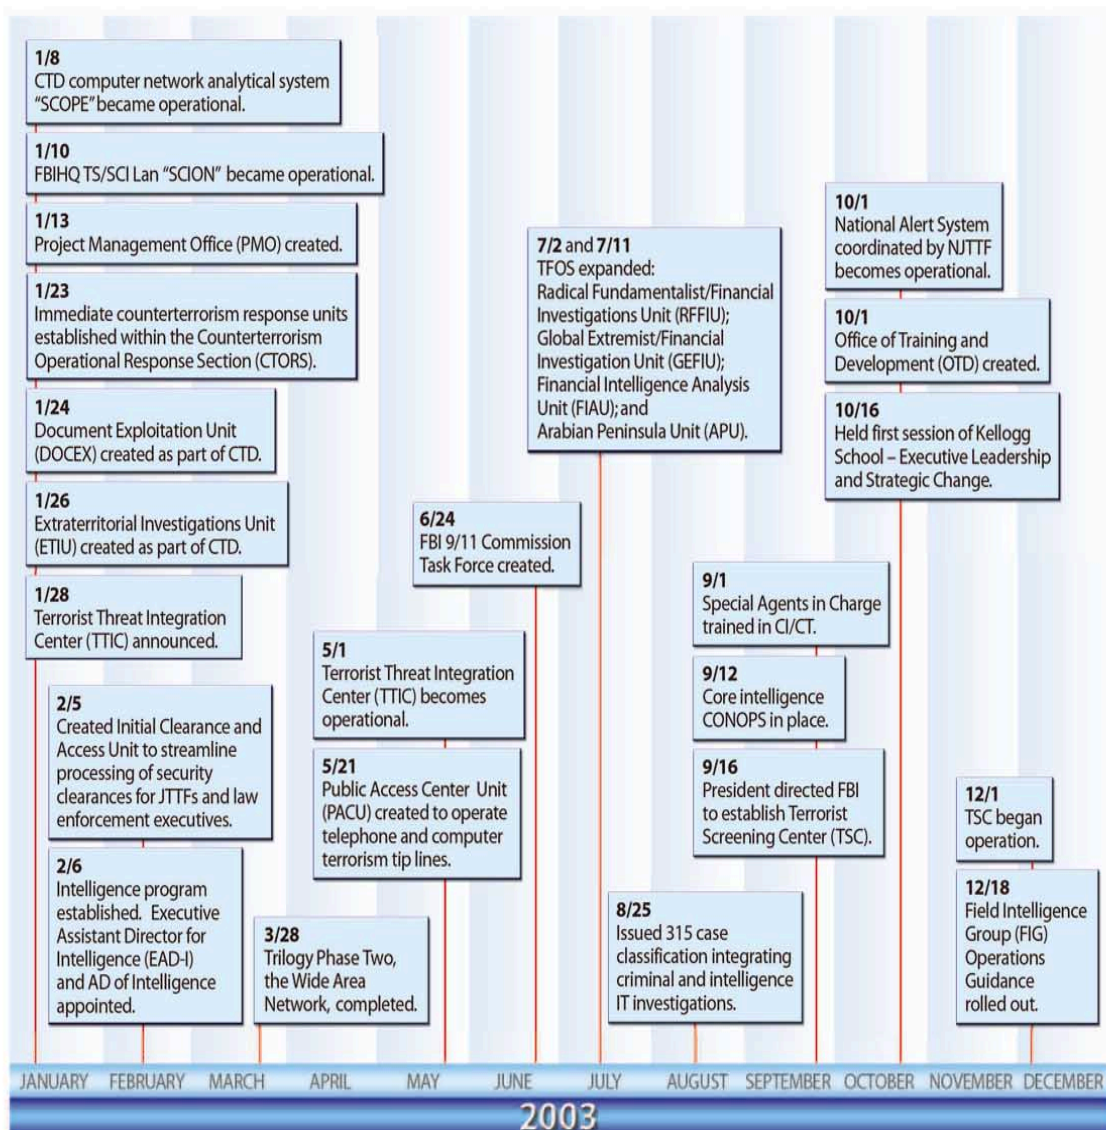 1/8
CTD computer network analytical system
“SCOPE” became operational.
1/10
FBIHQ TS/SCI Lan “SCION” became operational.
1/13
Project Management Office (PMO) created.
1/23
Immediate counterterrorism response units
established within the Counterterrorism
Operational Response Section (CTORS).
1/24
Document Exploitation Unit
(DOCEX) created as part of CTD.
1/26
Extraterritorial Investigations Unit
(ETIU) created as part of CTD.
1/28
Terrorist Threat Integration
Center (TTIC) announced.
2/5
Created Initial Clearance and
Access Unit to streamline
processing of security
clearances for JTTFs and law
enforcement executives.
2/6
Intelligence program
established. Executive
Assistant Director for
Intelligence (EAD-I)
and AD of Intelligence
appointed.
3/28
Trilogy Phase Two,
the Wide Area
Network, completed.
5/1
Terrorist Threat Integration
Center (TTIC) becomes
operational.
5/21
Public Access Center Unit
(PACU) created to operate
telephone and computer
terrorism tip lines.
6/24
FBI 9/11 Commission
Task Force created.
7/2 and 7/11
TFOS expanded:
Radical Fundamentalist/Financial
Investigations Unit (RFFIU);
Global Extremist/Financial
Investigation Unit (GEFIU);
Financial Intelligence Analysis
Unit (FIAU); and
Arabian Peninsula Unit (APU).
8/25
Issued 315 case
classification integrating
criminal and intelligence
IT investigations.
9/1
Special Agents in Charge
trained in CI/CT.
9/12
Core intelligence
CONOPS in place.
9/16
President directed FBI
to establish Terrorist
Screening Center (TSC).
10/1
National Alert System
coordinated by NJTTF
becomes operational.
10/1
Office of Training and
Development (OTD) created.
10/16
Held first session of Kellogg
School – Executive Leadership
and Strategic Change.
12/1
TSC began
operation.
12/18
Field Intelligence
Group (FIG)
Operations
Guidance
rolled out.
JANUARY FEBRUARY MARCH APRIL MAY JUNE JULY AUGUST SEPTEMBER OCTOBER NOVEMBER DECEMBER
2003